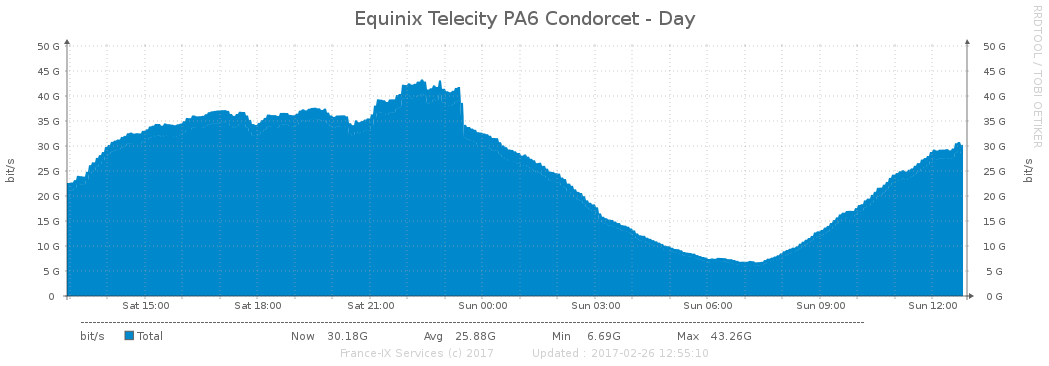 Equinix Telecity PA6 Condorcet - Day
RRDTOOL / TOBI OETIKER
bit/s
50 G 50 G
45 G 45 G
40 G 40 G
35 G 35 G
30 G 30 G
25 G 25 G
20 G 20 G
15 G 15 G
10 G 10 G
5 G 5 G
0 0 G
bit/s
Sat 15:00 Sat 18:00 Sat 21:00 Sun 00:00 Sun 03:00 Sun 06:00 Sun 09:00 Sun 12:00
bit/s Total Now 30.18G Avg 25.88G Min 6.69G Max 43.26G
France-IX Services (c) 2017 Updated : 2017-02-26 12:55:10